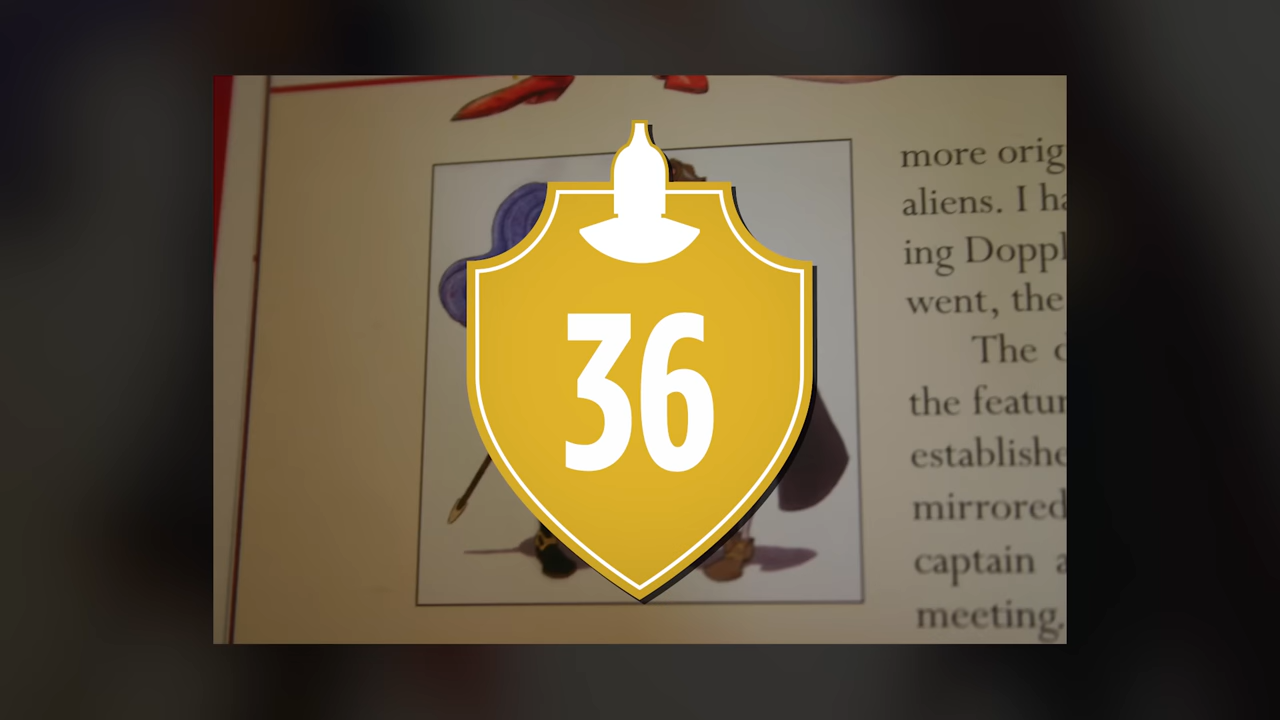 36
more orig
aliens. I ha
ing Doppl
went, the
The d
the featur
establishe
mirrored
captain a
meeting.